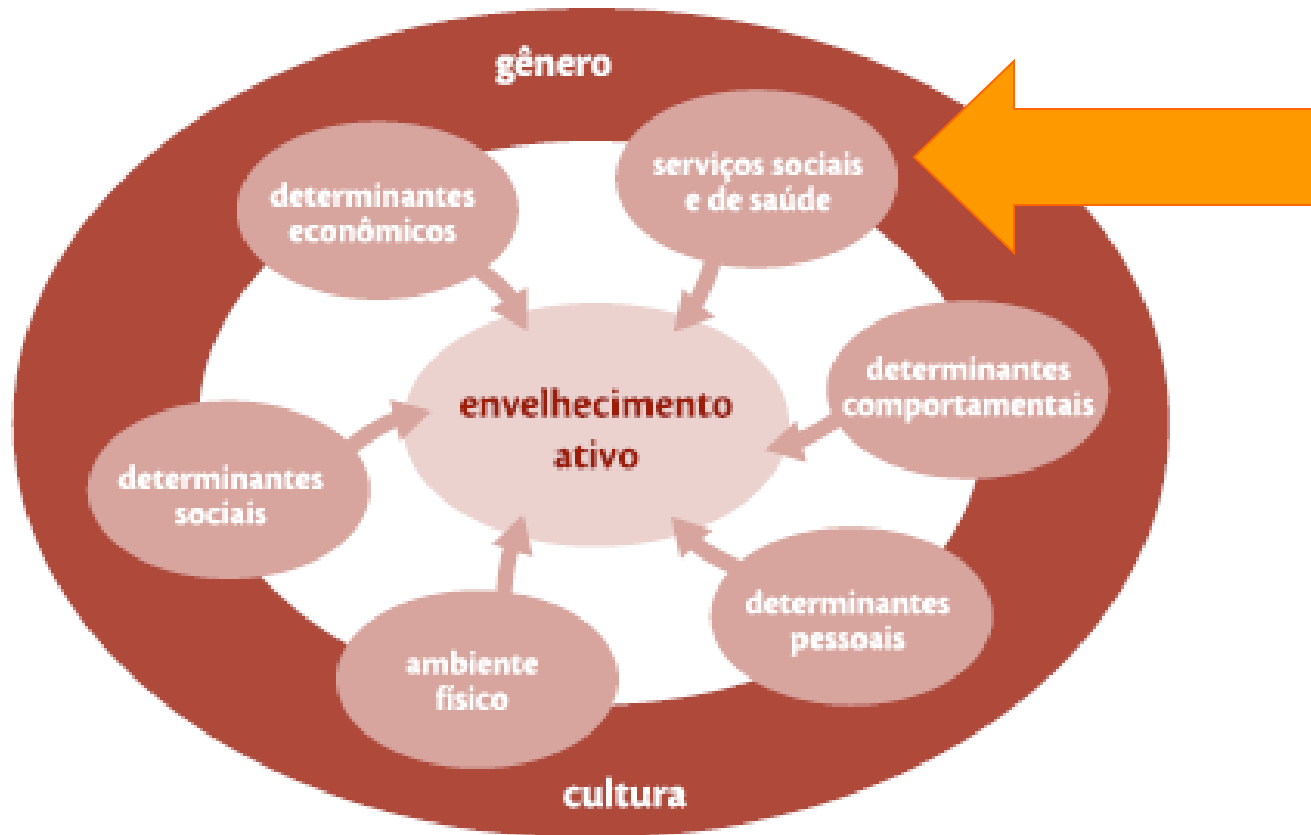 gênero
serviços sociais
e de saúde
determinantes
econômicos
determinantes
comportamentais
envelhecimento
ativo
determinantes
sociais
determinantes
pessoais
ambiente
físico
cultura